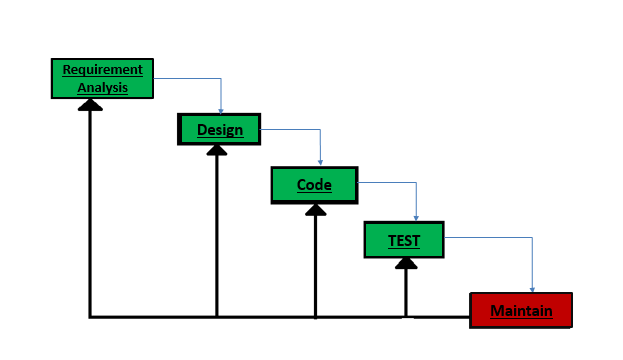 Requirement
Analysis
Design
Code
TEST
Maintain